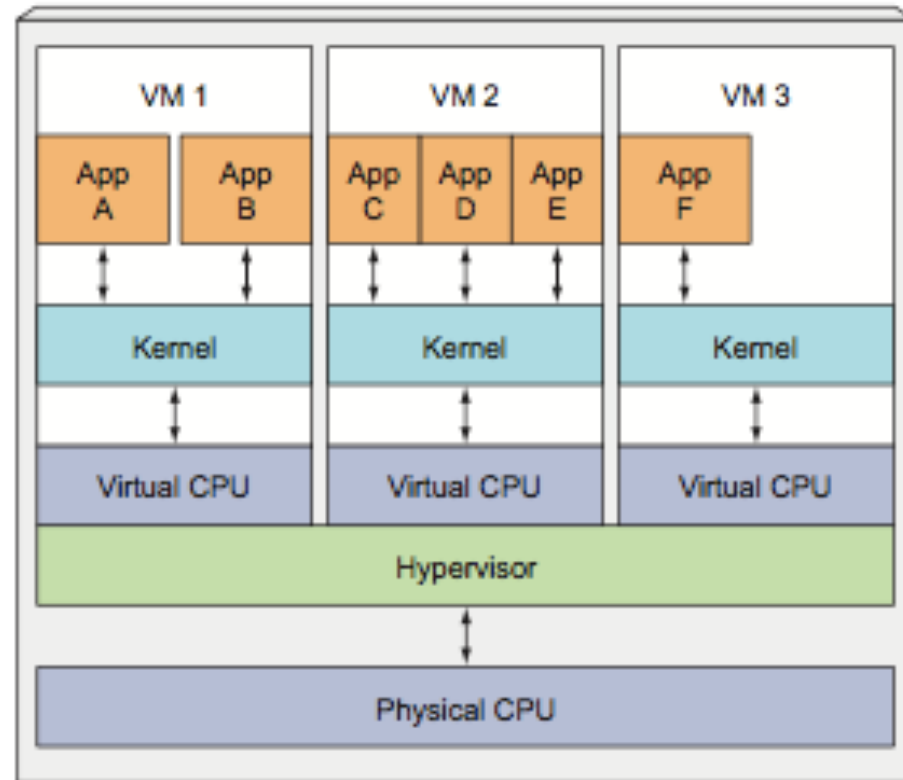 VM 1
VM 2
VM 3
App
A
App
B
App
C
App
D
App
E
App
F
Kernel
Kernel
Kernel
Virtual CPU
Virtual CPU
Virtual CPU
Hypervisor
Physical CPU